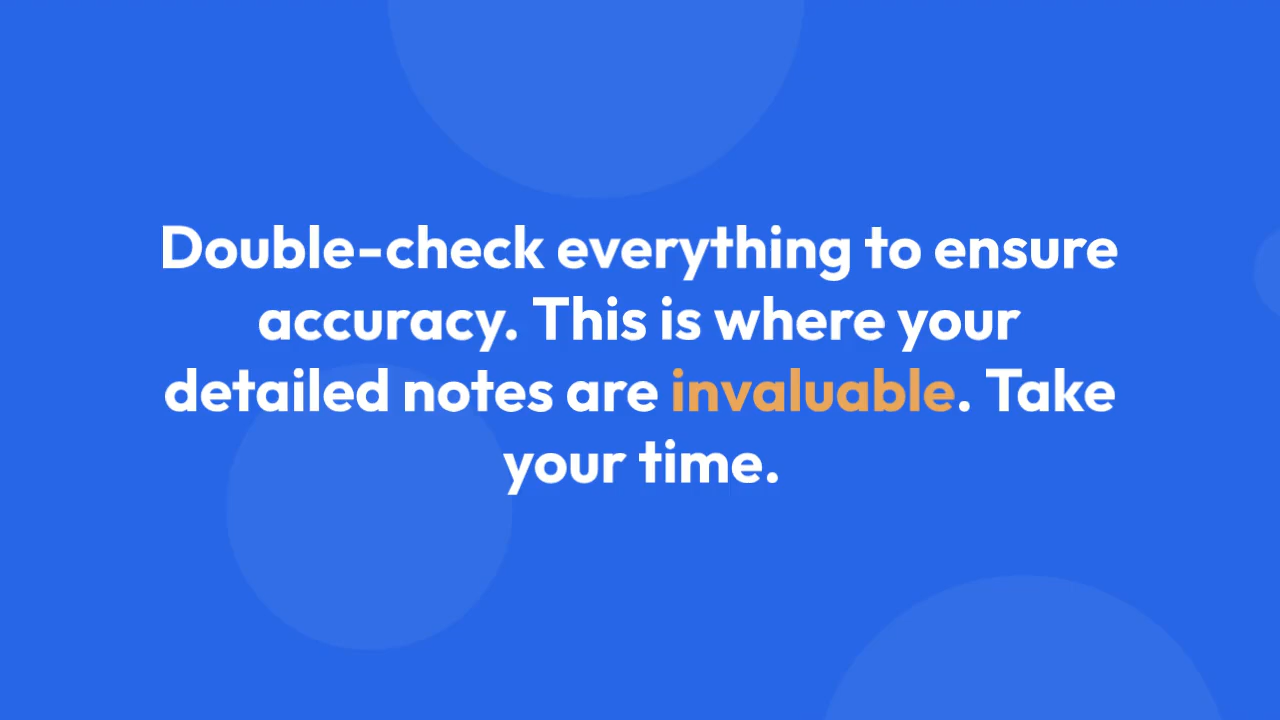 Double-check everything to ensure
accuracy. This is where your
detailed notes are invaluable. Take
your time.